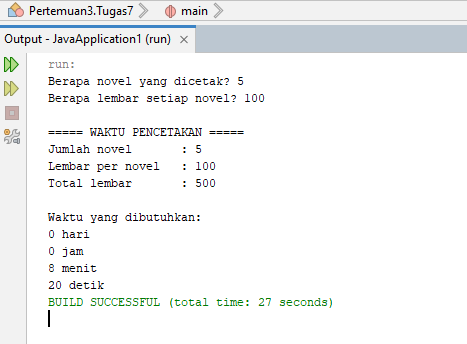 Pertemuan3.Tugas7 main
Output - JavaApplication1 (run) ×
run:
Berapa novel yang dicetak? 5
Berapa lembar setiap novel? 100
===== WAKTU PENCETAKAN =====
Jumlah novel : 5
Lembar per novel : 100
Total lembar : 500
Waktu yang dibutuhkan:
0 hari
0 jam
8 menit
20 detik
BUILD SUCCESSFUL (total time: 27 seconds)